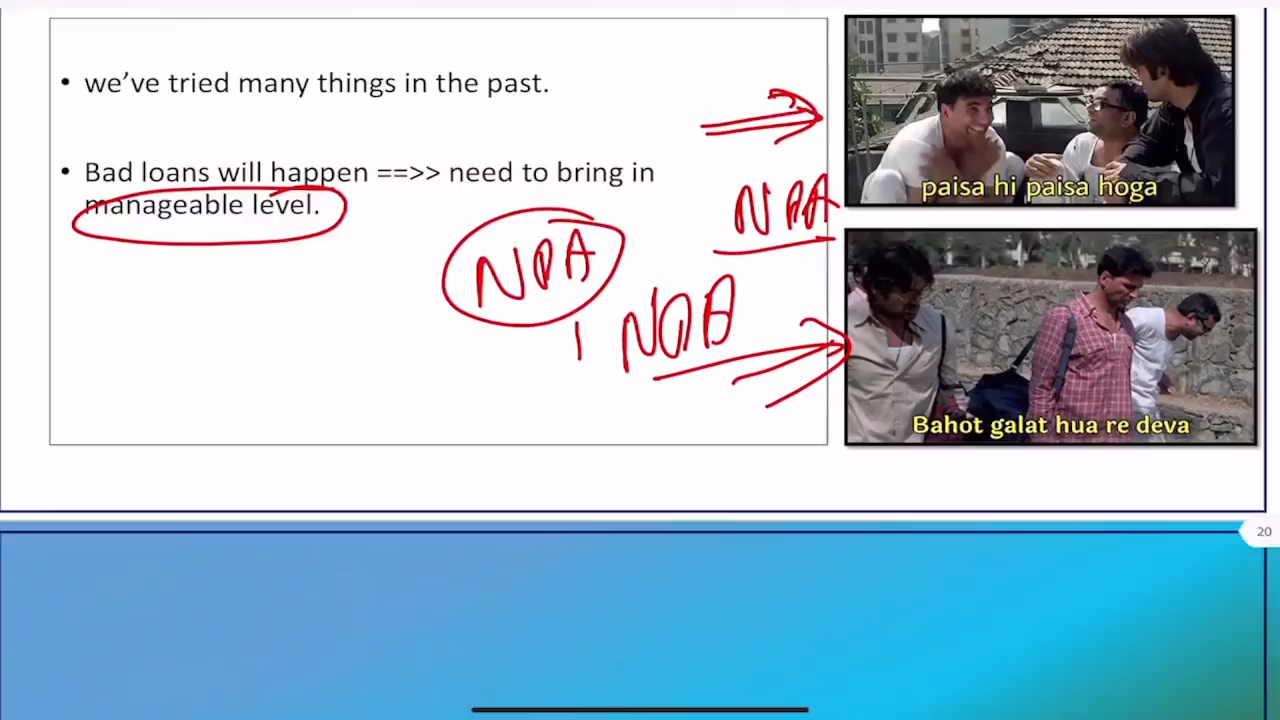 • we’ve tried many things in the past.
• Bad loans will happen ==>> need to bring in
manageable level.
NPA
NPA
NPA
paisa hi paisa hoga
Bahot galat hua re deva
20